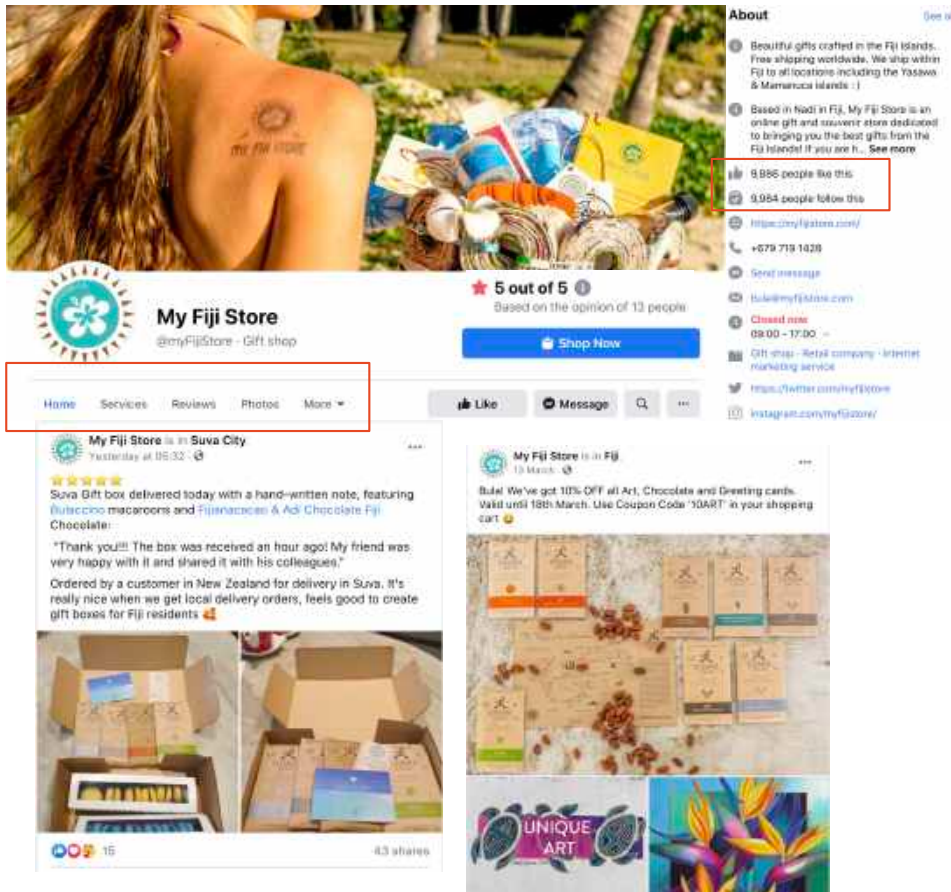 MY FIJI STORE
My Fiji Store
@myFijiStore · Gift shop
5 out of 5
Based on the opinion of 13 people
Shop Now
Home Services Reviews Photos More
Like Message
About
Beautiful gifts crafted in the Fiji Islands.
Free shipping worldwide. We ship within
Fiji to all locations including the Yasawa
& Mamanuca islands :)
Based in Nadi in Fiji, My Fiji Store is an
online gift and souvenir store dedicated
to bringing you the best gifts from the
Fiji Islands! If you are h... See more
9,886 people like this
9,984 people follow this
https://myfijistore.com/
+679 719 1428
Send message
bula@myfijistore.com
Closed now
09:00 - 17:00
Gift shop · Retail company · Internet
marketing service
https://twitter.com/myfijistore
instagram.com/myfijistore/
My Fiji Store is in Suva City
Yesterday at 05:32
Suva Gift box delivered today with a hand-written note, featuring
Bulaccino macaroons and Fijianacacao & Adi Chocolate Fiji
Chocolate:
"Thank you!!! The box was received an hour ago! My friend was
very happy with it and shared it with his colleagues."
Ordered by a customer in New Zealand for delivery in Suva. It's
really nice when we get local delivery orders, feels good to create
gift boxes for Fiji residents
15
43 shares
My Fiji Store is in Fiji
13 March
Bula! We've got 10% OFF all Art, Chocolate and Greeting cards.
Valid until 18th March. Use Coupon Code '10ART' in your shopping
cart
UNIQUE
ART